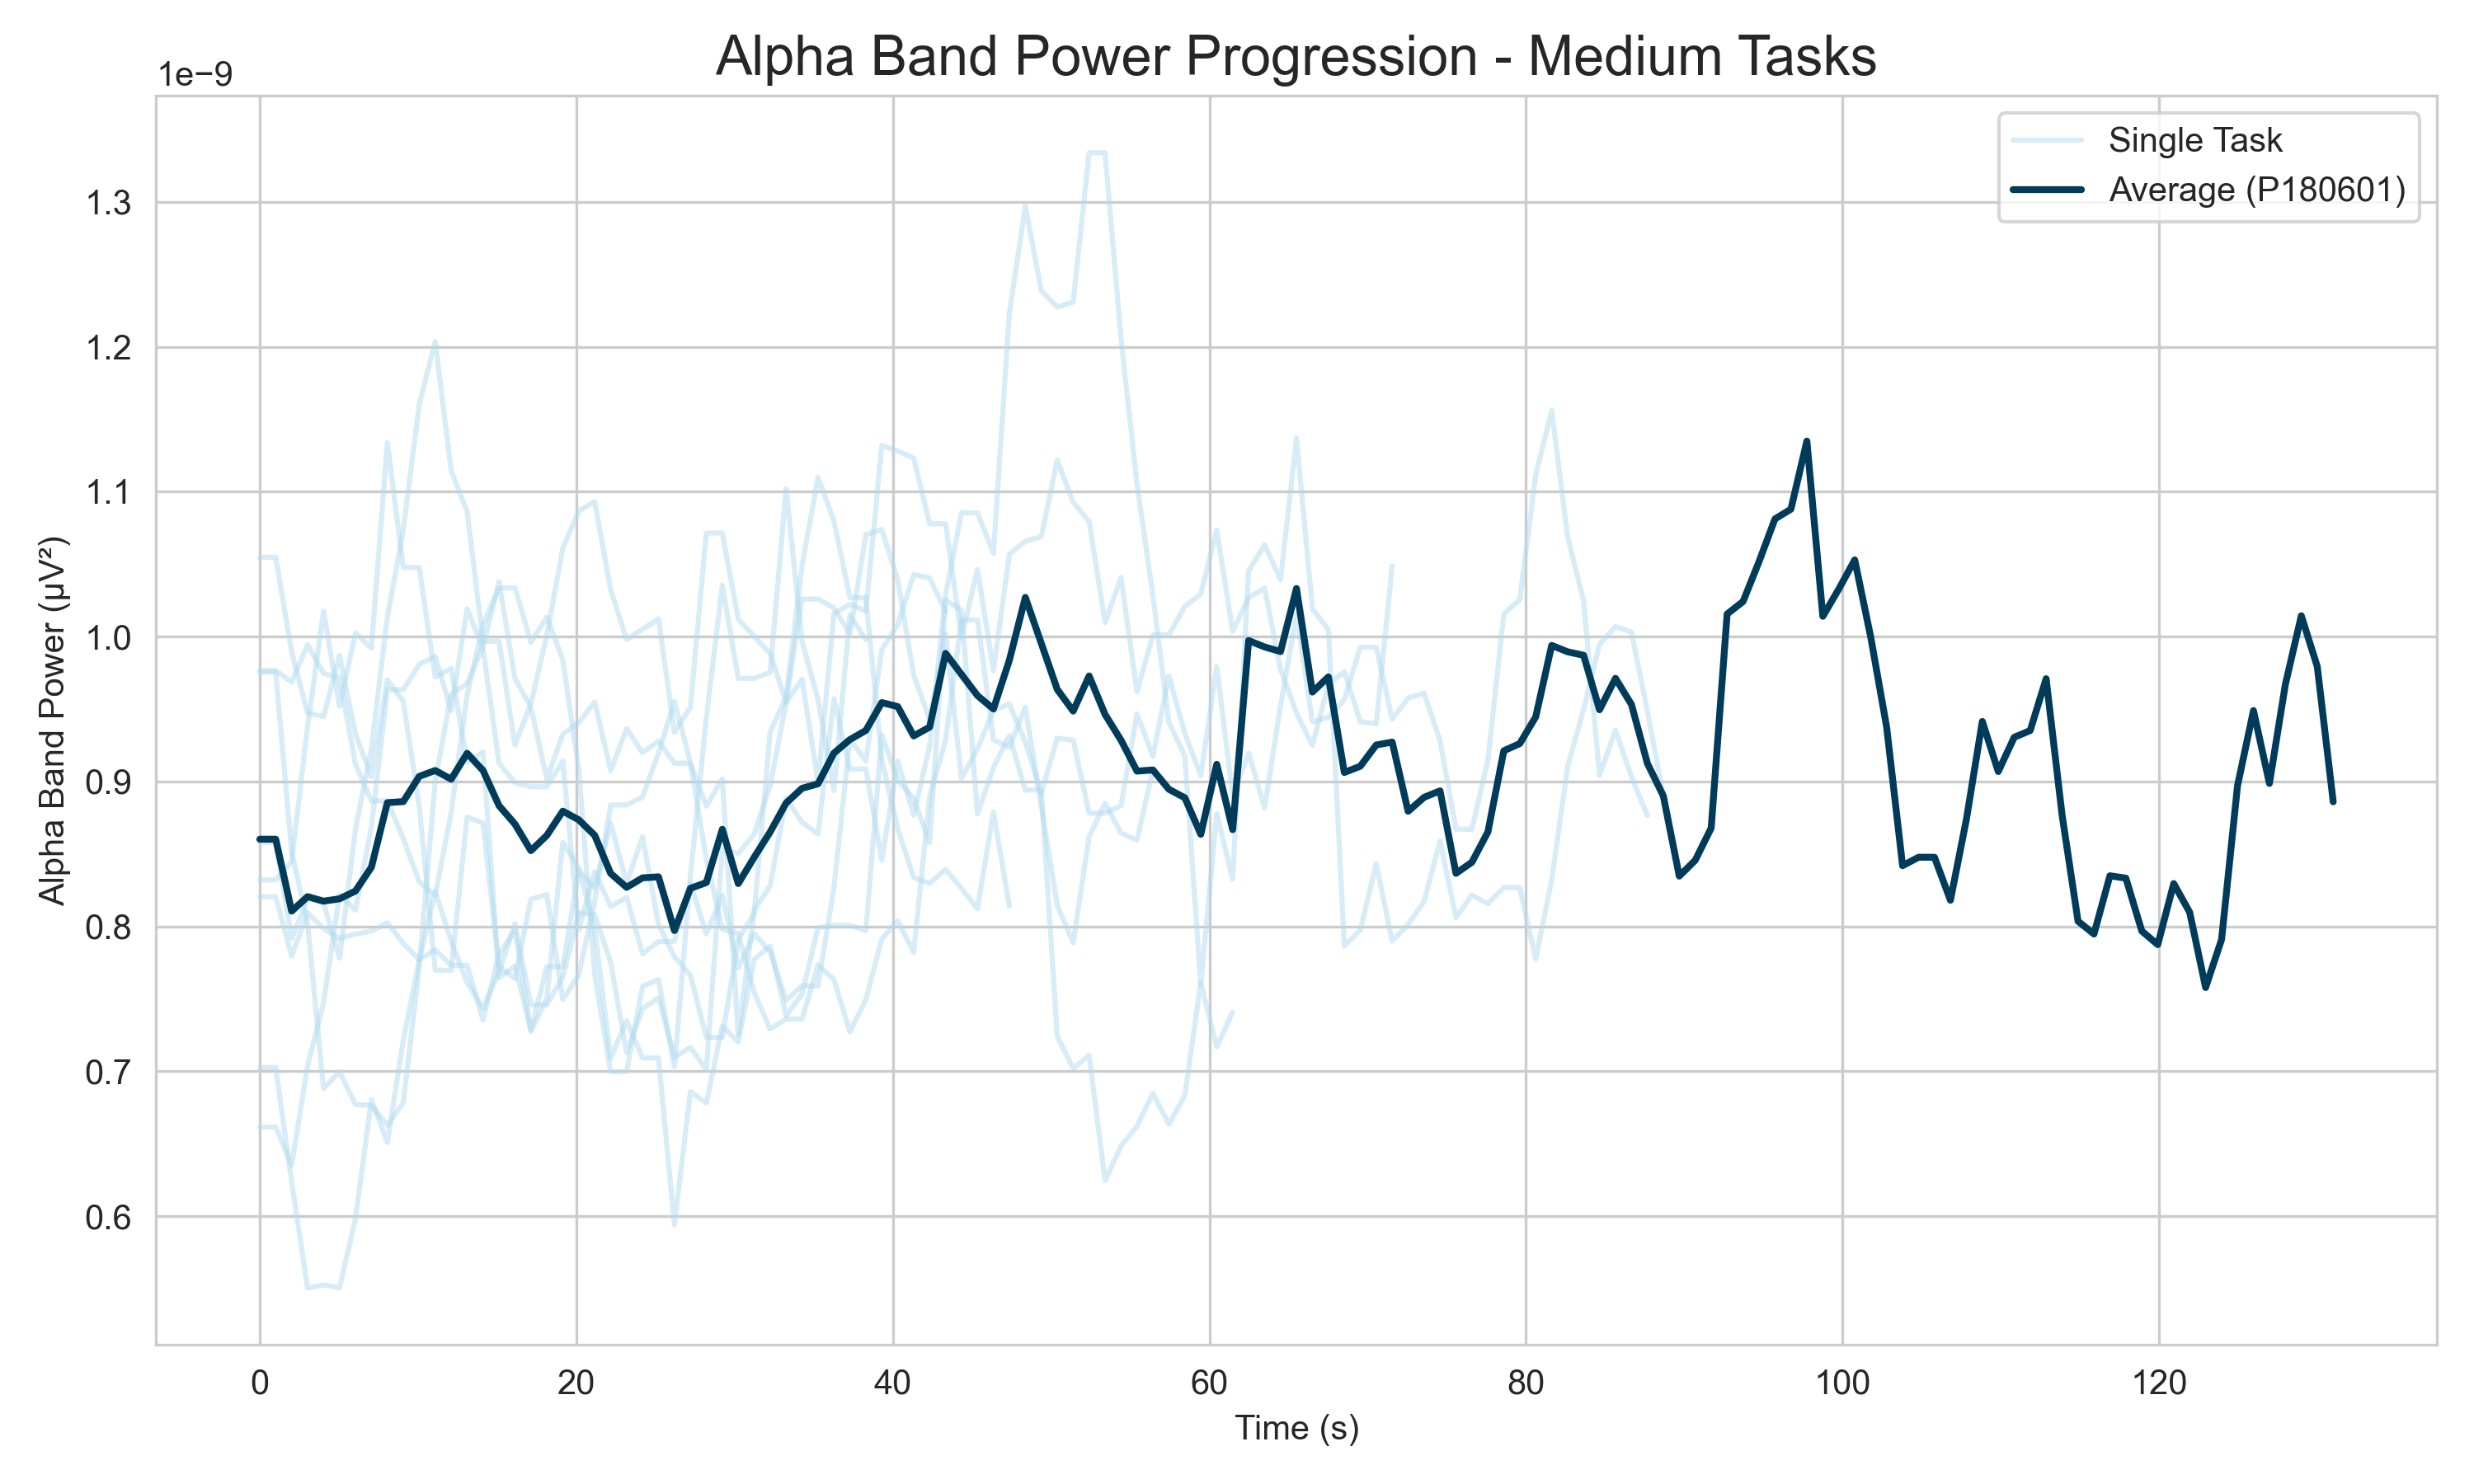 Alpha Band Power Progression - Medium Tasks
1e−9
Single Task
Average (P180601)
1.3
1.2
1.1
1.0
0.9
0.8
0.7
0.6
Alpha Band Power (µV²)
0 20 40 60 80 100 120
Time (s)